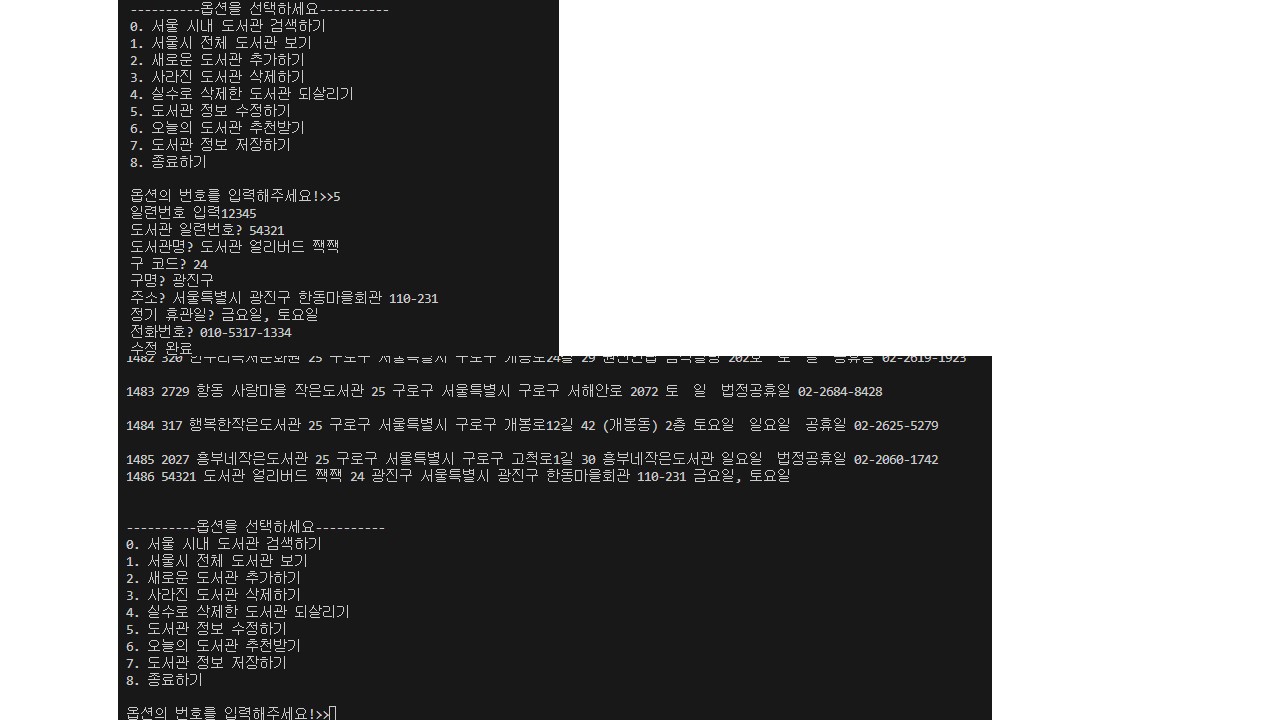 ----------옵션을 선택하세요----------
0. 서울 시내 도서관 검색하기
1. 서울시 전체 도서관 보기
2. 새로운 도서관 추가하기
3. 사라진 도서관 삭제하기
4. 실수로 삭제한 도서관 되살리기
5. 도서관 정보 수정하기
6. 오늘의 도서관 추천받기
7. 도서관 정보 저장하기
8. 종료하기
옵션의 번호를 입력해주세요!>>5
일련번호 입력12345
도서관 일련번호? 54321
도서관명? 도서관 얼리버드 짹짹
구 코드? 24
구명? 광진구
주소? 서울특별시 광진구 한동마을회관 110-231
정기 휴관일? 금요일, 토요일
전화번호? 010-5317-1334
수정 완료
1482 320 25 구로구 서울특별시 구로구 개봉로24길 29 202호 토 일 공휴일 02-2619-1923
1483 2729 항동 사랑마을 작은도서관 25 구로구 서울특별시 구로구 서해안로 2072 토 일 법정공휴일 02-2684-8428
1484 317 행복한작은도서관 25 구로구 서울특별시 구로구 개봉로12길 42 (개봉동) 2층 토요일 일요일 공휴일 02-2625-5279
1485 2027 흥부네작은도서관 25 구로구 서울특별시 구로구 고척로1길 30 흥부네작은도서관 일요일 법정공휴일 02-2060-1742
1486 54321 도서관 얼리버드 짹짹 24 광진구 서울특별시 광진구 한동마을회관 110-231 금요일, 토요일
----------옵션을 선택하세요----------
0. 서울 시내 도서관 검색하기
1. 서울시 전체 도서관 보기
2. 새로운 도서관 추가하기
3. 사라진 도서관 삭제하기
4. 실수로 삭제한 도서관 되살리기
5. 도서관 정보 수정하기
6. 오늘의 도서관 추천받기
7. 도서관 정보 저장하기
8. 종료하기
옵션의 번호를 입력해주세요!>>